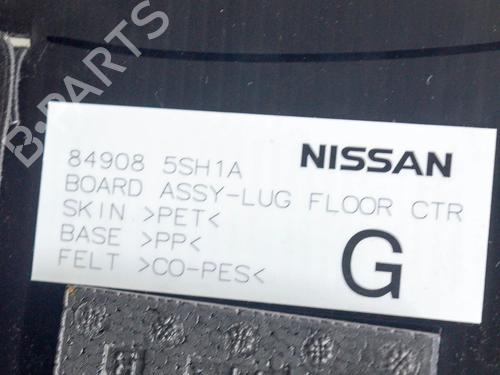 B-PARTS
84908 5SH1A NISSAN
BOARD ASSY-LUG FLOOR CTR
SKIN >PET<
BASE >PP<
FELT >CO-PES<
G